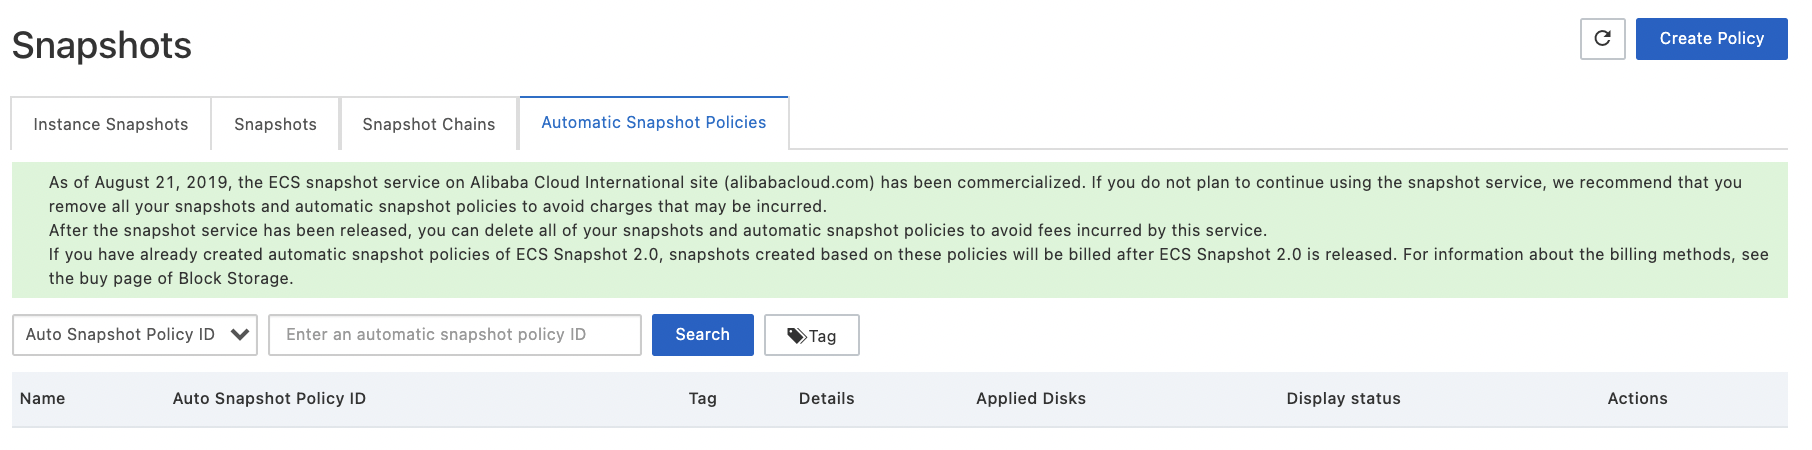 Snapshots
Create Policy
Instance Snapshots
Snapshots
Snapshot Chains
Automatic Snapshot Policies
As of August 21, 2019, the ECS snapshot service on Alibaba Cloud International site (alibabacloud.com) has been commercialized. If you do not plan to continue using the snapshot service, we recommend that you
remove all your snapshots and automatic snapshot policies to avoid charges that may be incurred.
After the snapshot service has been released, you can delete all of your snapshots and automatic snapshot policies to avoid fees incurred by this service.
If you have already created automatic snapshot policies of ECS Snapshot 2.0, snapshots created based on these policies will be billed after ECS Snapshot 2.0 is released. For information about the billing methods, see
the buy page of Block Storage.
Auto Snapshot Policy ID
Enter an automatic snapshot policy ID
Search
Tag
Name
Auto Snapshot Policy ID
Tag
Details
Applied Disks
Display status
Actions